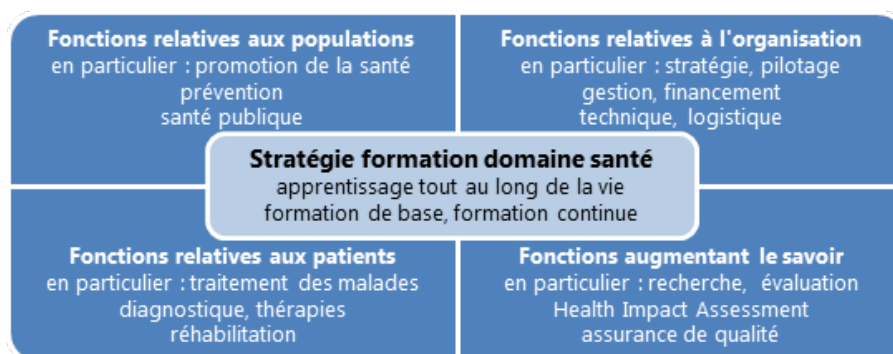 Fonctions relatives aux populations
en particulier : promotion de la santé
prévention
santé publique
Fonctions relatives à l'organisation
en particulier : stratégie, pilotage
gestion, financement
technique, logistique
Stratégie formation domaine santé
apprentissage tout au long de la vie
formation de base, formation continue
Fonctions relatives aux patients
en particulier : traitement des malades
diagnostique, thérapies
réhabilitation
Fonctions augmentant le savoir
en particulier : recherche, évaluation
Health Impact Assessment
assurance de qualité